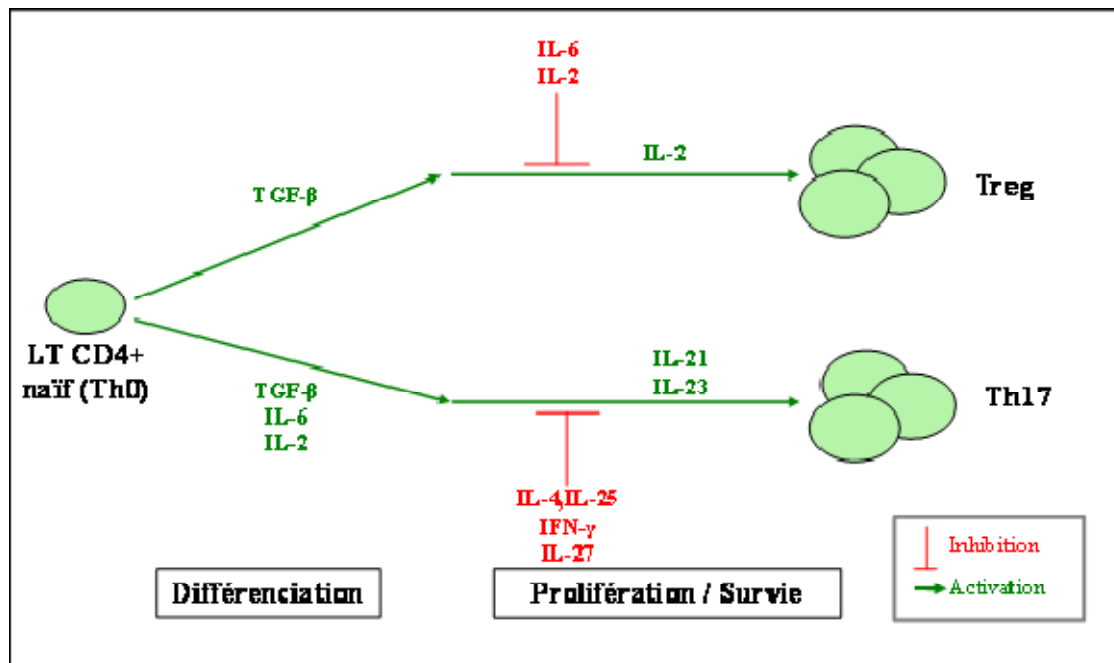 IL-6
IL-2
IL-2
TGF-β
Treg
LT CD4+
naïf (Th0)
TGF-β
IL-6
IL-2
IL-21
IL-23
Th17
IL-4,IL-25
IFN-γ
IL-27
Inhibition
Activation
Différenciation
Prolifération / Survie